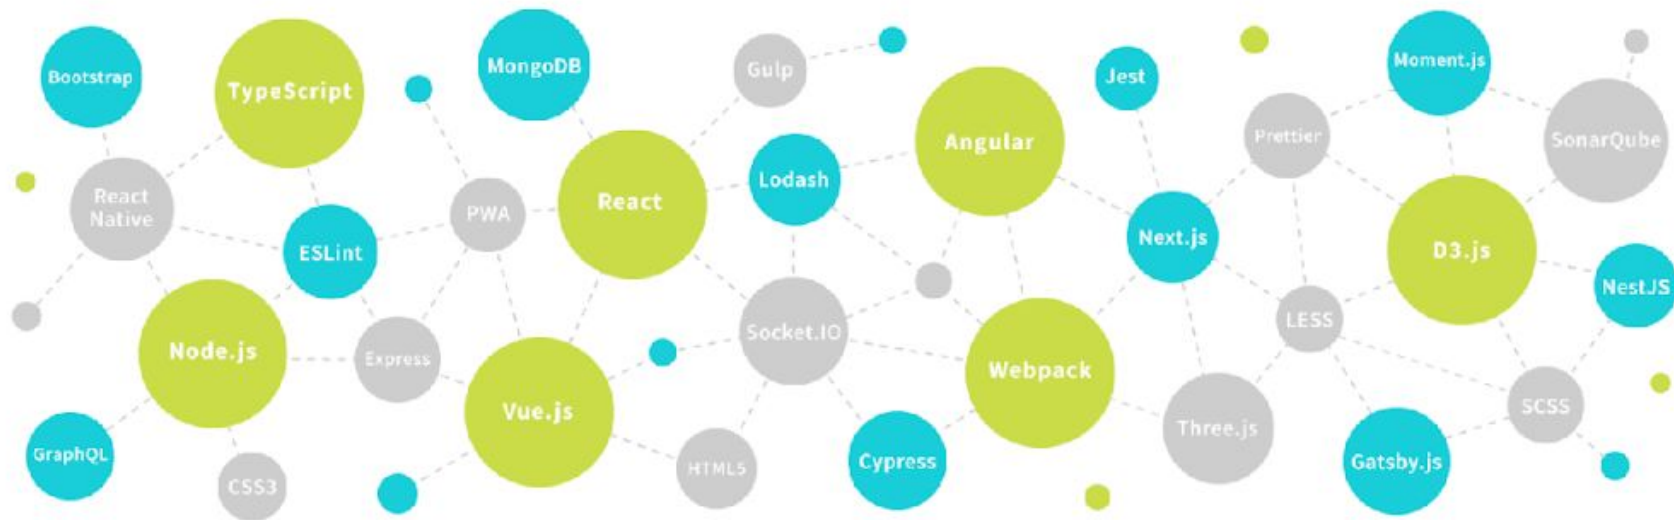 Bootstrap
TypeScript
MongoDB
Gulp
Angular
Jest
Moment.js
Prettier
SonarQube
React
Native
PWA
React
Lodash
ESLint
Next.js
D3.js
NestJS
Node.js
Express
Socket.IO
LESS
Webpack
Vue.js
Three.js
SCSS
GraphQL
CSS3
HTML5
Cypress
Gatsby.js